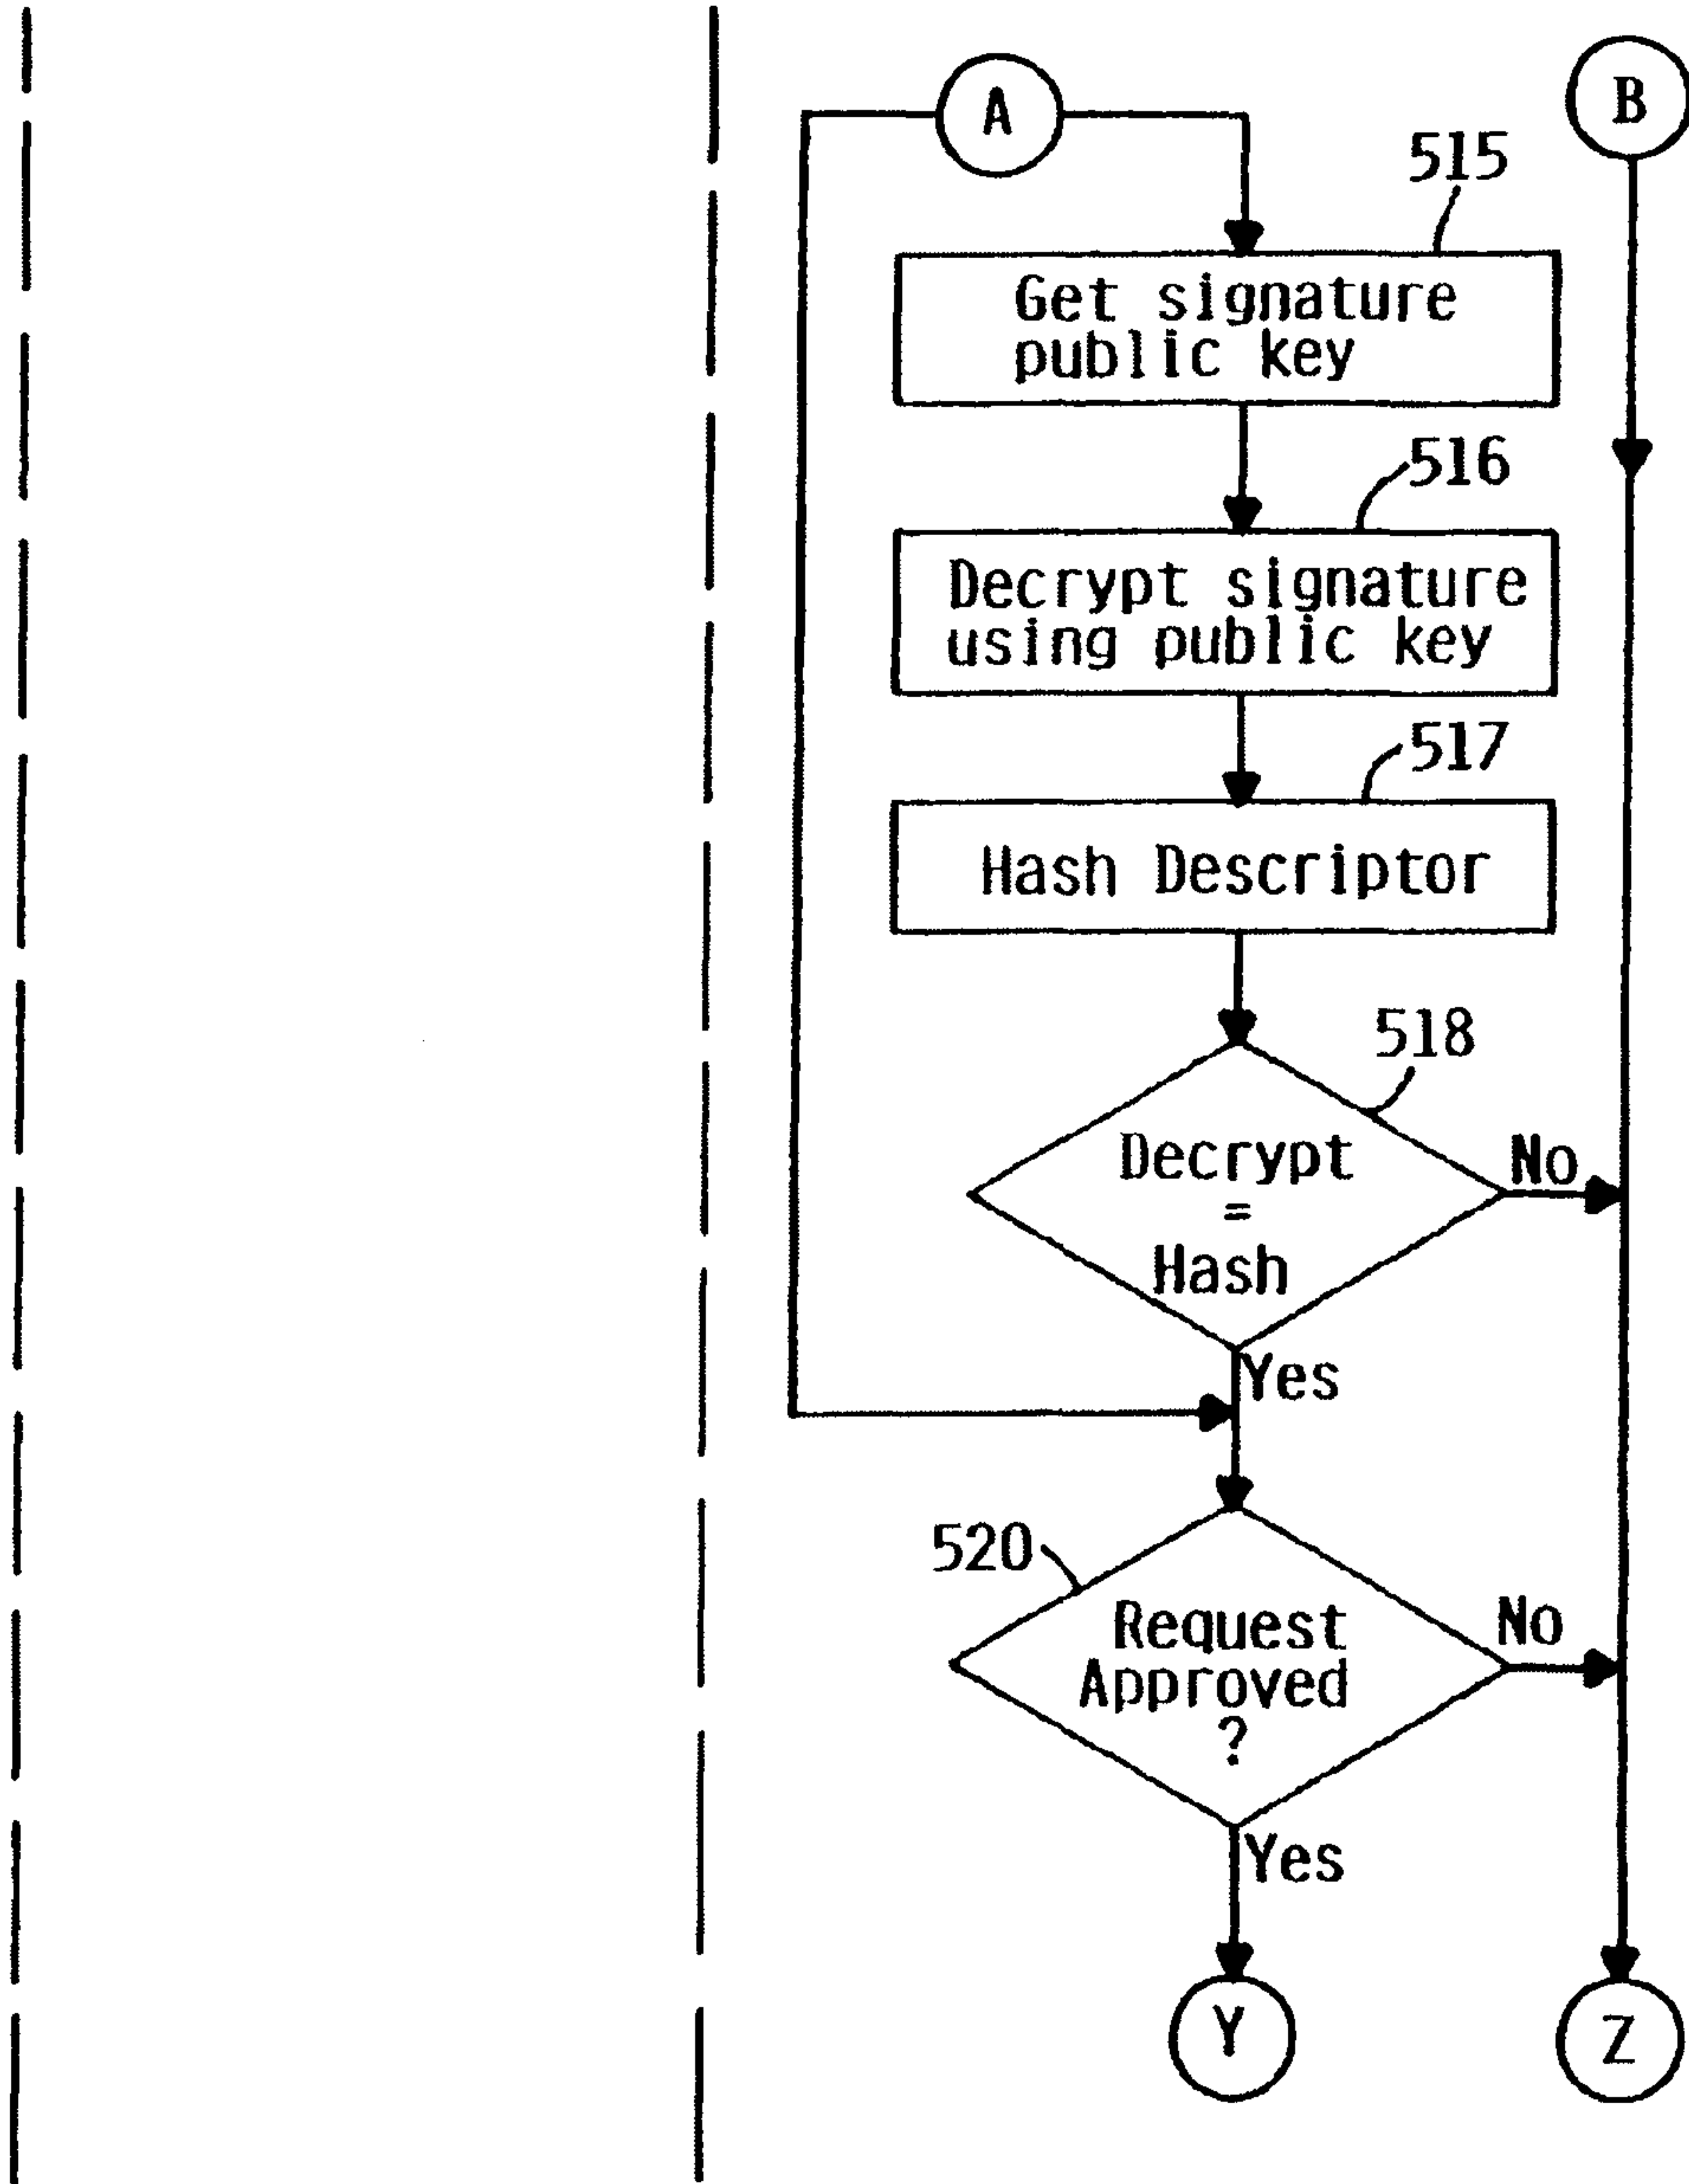 A
B
515
Get signature
public key
516
Decrypt signature
using public key
517
Hash Descriptor
518
Decrypt
=
Hash
No
Yes
520
Request
Approved
?
No
Yes
Y
Z